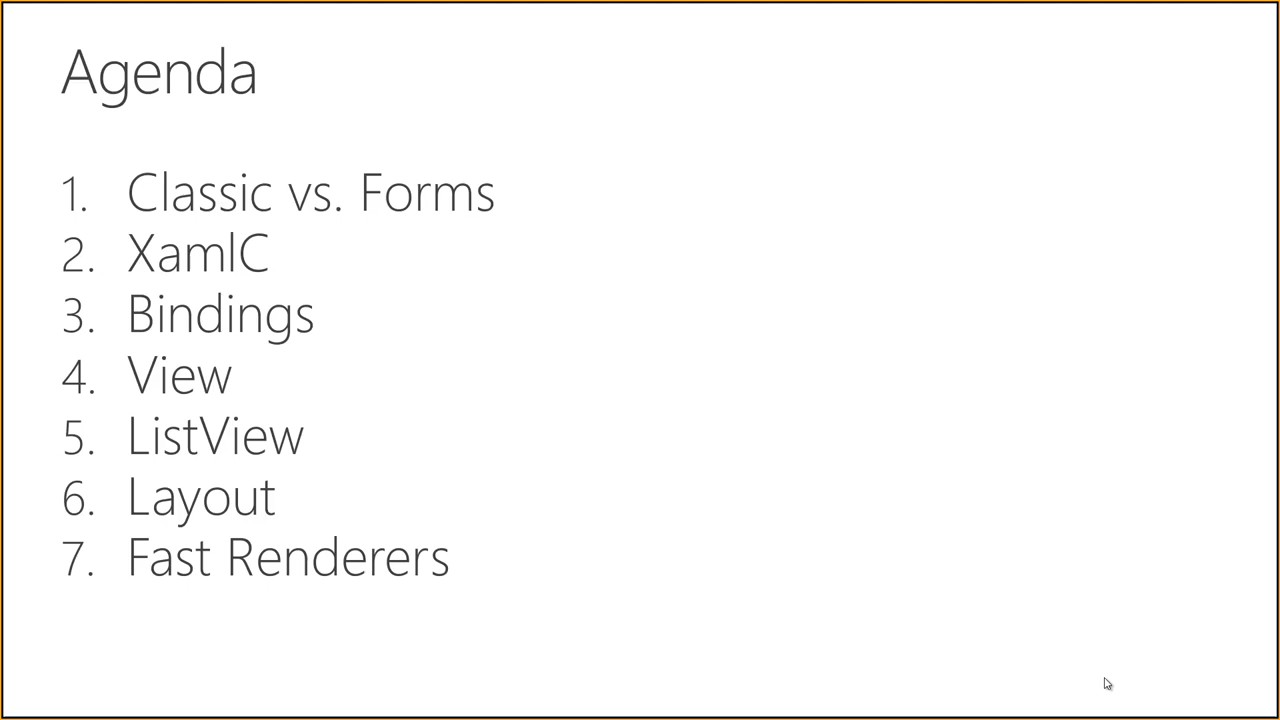 Agenda
1. Classic vs. Forms
2. XamlC
3. Bindings
4. View
5. ListView
6. Layout
7. Fast Renderers